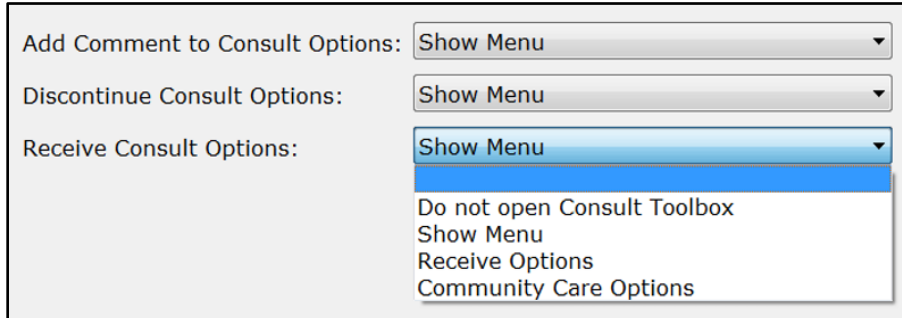 Add Comment to Consult Options: Show Menu
Discontinue Consult Options: Show Menu
Receive Consult Options: Show Menu
Do not open Consult Toolbox
Show Menu
Receive Options
Community Care Options